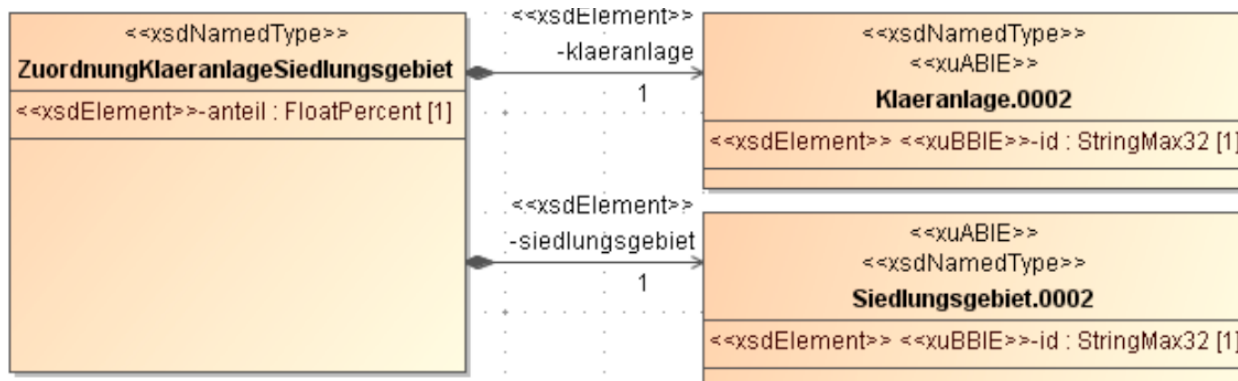 <<xsdNamedType>>
ZuordnungKlaeranlageSiedlungsgebiet
<<xsdElement>>-anteil : FloatPercent [1]
<<xsdElement>>
-klaeranlage
1
<<xsdNamedType>>
<<xuABIE>>
Klaeranlage.0002
<<xsdElement>> <<xuBBIE>>-id : StringMax32 [1]
<<xsdElement>>
-siedlungsgebiet
1
<<xuABIE>>
<<xsdNamedType>>
Siedlungsgebiet.0002
<<xsdElement>> <<xuBBIE>>-id : StringMax32 [1]